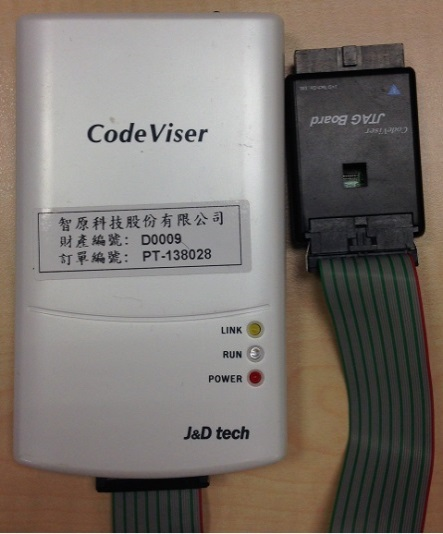 CodeViser
智原科技股份有限公司
財產編號: D0009
訂單編號: PT-138028
LINK
RUN
POWER
J&D tech
CodeViser
JTAG Board